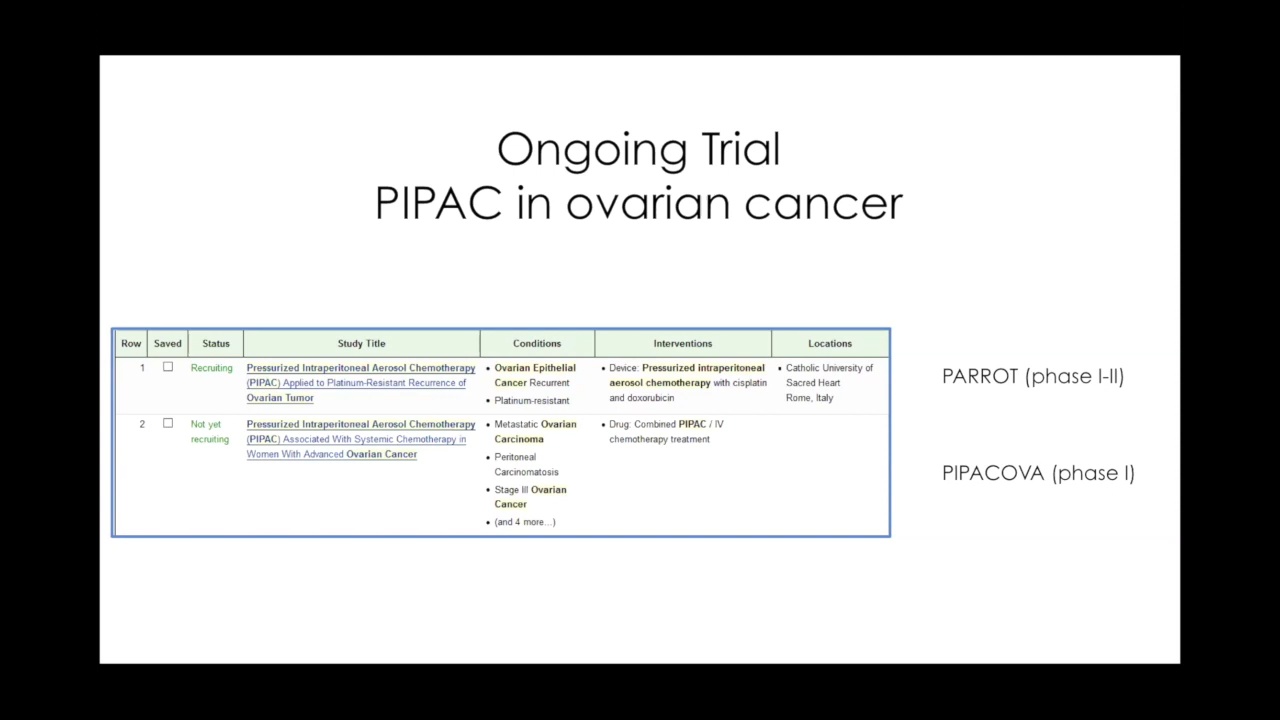 Ongoing Trial
PIPAC in ovarian cancer
Row Saved Status Study Title Conditions Interventions Locations
1 Recruiting Pressurized Intraperitoneal Aerosol Chemotherapy
(PIPAC) Applied to Platinum-Resistant Recurrence of
Ovarian Tumor
• Ovarian Epithelial
Cancer Recurrent
• Platinum-resistant
• Device: Pressurized intraperitoneal
aerosol chemotherapy with cisplatin
and doxorubicin
• Catholic University of
Sacred Heart
Rome, Italy
PARROT (phase I-II)
2 Not yet
recruiting
Pressurized Intraperitoneal Aerosol Chemotherapy
(PIPAC) Associated With Systemic Chemotherapy in
Women With Advanced Ovarian Cancer
• Metastatic Ovarian
Carcinoma
• Peritoneal
Carcinomatosis
• Stage III Ovarian
Cancer
• (and 4 more...)
• Drug: Combined PIPAC / IV
chemotherapy treatment
PIPACOVA (phase I)